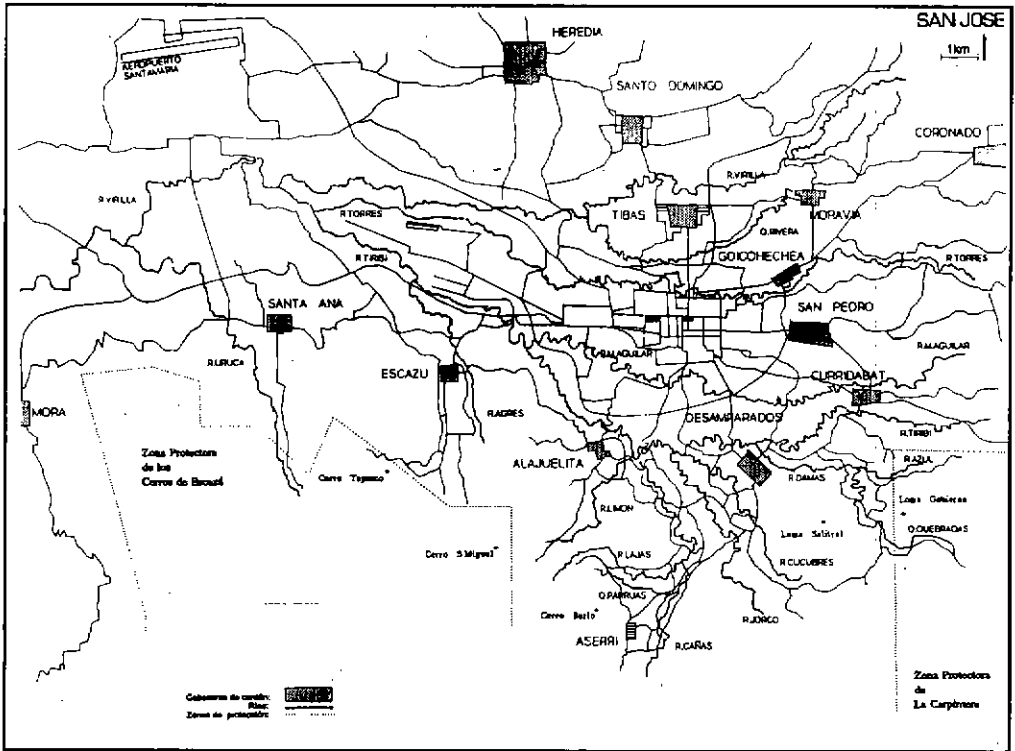 SAN JOSE
1km
HEREDIA
AEROPUERTO
SANTAMARIA
SANTO DOMINGO
CORONADO
R.VIRILLA
R.VIRILLA
R.TORRES
TIBAS
MORAVIA
Q.RIVERA
R.TIRIBI
GOICOHECHEA
R.TORRES
SANTA ANA
SAN PEDRO
R.URUCA
R.M.AGUILAR
R.M.AGUILAR
ESCAZU
CURRIDABAT
MORA
R.AGRES
DESAMPARADOS
R.TIRIBI
Zona Protectora
de los
Cerros de Escazú
ALAJUELITA
R.AZUL
Cerro
R.DAMAS
Loma
R.LIMON
Loma Salitral
Q.QUEBRADAS
Cerro S.Miguel
R.LAJAS
R.CUCUBRES
Q.PARRUAS
Cerro
R.JORCO
ASERRI
R.CAÑAS
Zona Protectora
de
La Carpintera
Cabeceras de cantón:
Ríos:
Zonas de protección: